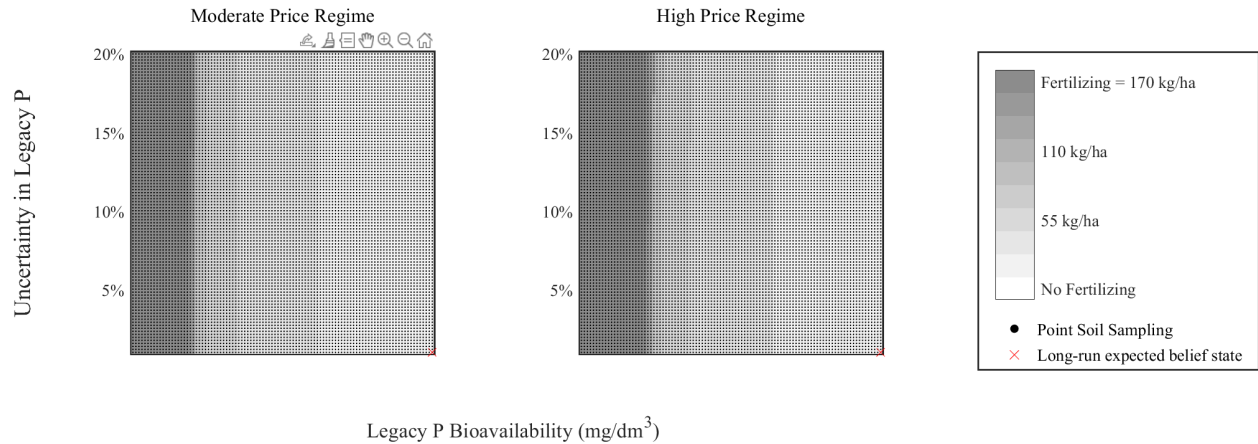 Moderate Price Regime
High Price Regime
Uncertainty in Legacy P
20%
15%
10%
5%
20%
15%
10%
5%
Fertilizing = 170 kg/ha
110 kg/ha
55 kg/ha
No Fertilizing
Point Soil Sampling
Long-run expected belief state
Legacy P Bioavailability (mg/dm³)